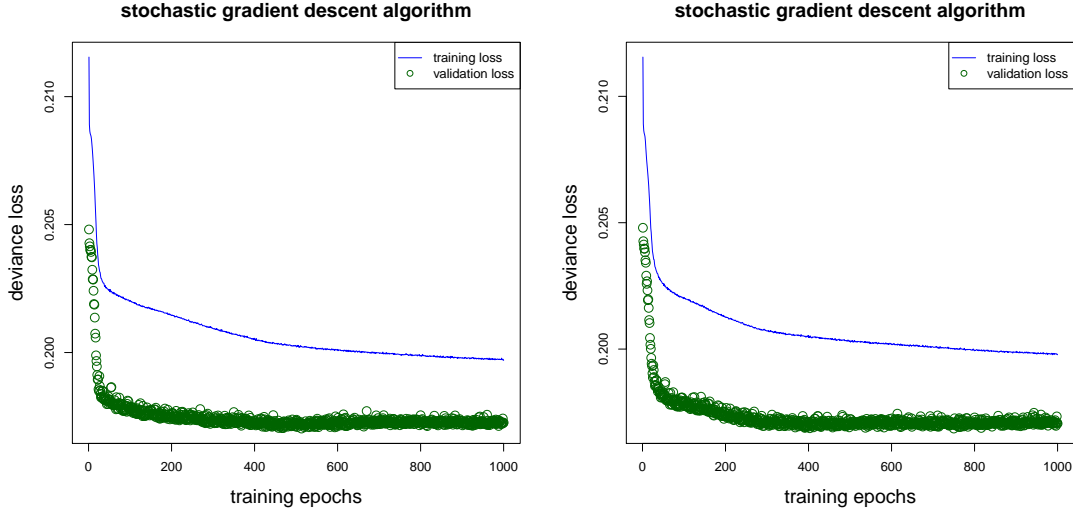 stochastic gradient descent algorithm
training loss
validation loss
deviance loss
0.210
0.205
0.200
0 200 400 600 800 1000
training epochs
stochastic gradient descent algorithm
training loss
validation loss
deviance loss
0.210
0.205
0.200
0 200 400 600 800 1000
training epochs